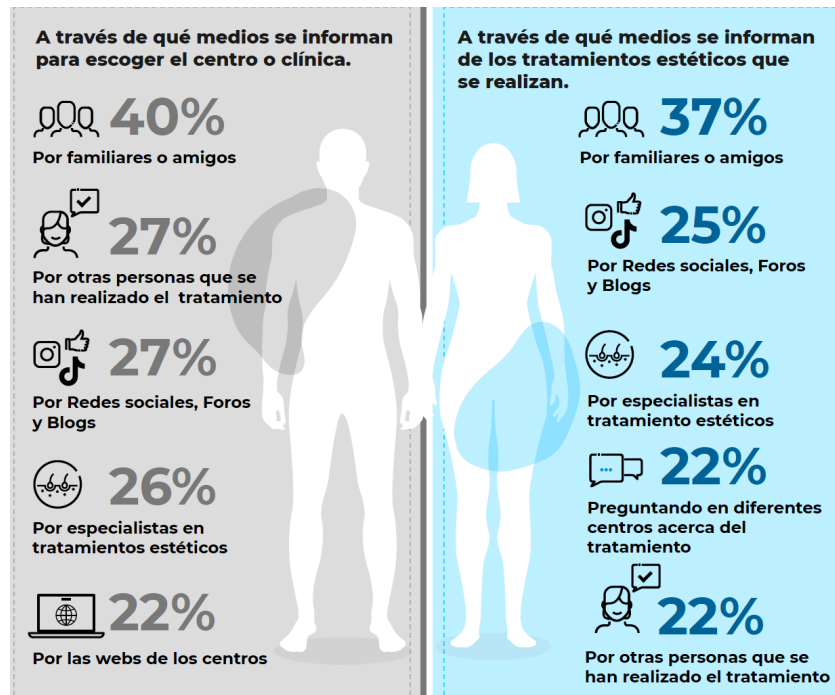 A través de qué medios se informan
para escoger el centro o clínica.
40%
Por familiares o amigos
27%
Por otras personas que se
han realizado el tratamiento
27%
Por Redes sociales, Foros
y Blogs
26%
Por especialistas en
tratamientos estéticos
22%
Por las webs de los centros
A través de qué medios se informan
de los tratamientos estéticos que
se realizan.
37%
Por familiares o amigos
25%
Por Redes sociales, Foros
y Blogs
24%
Por especialistas en
tratamiento estéticos
22%
Preguntando en diferentes
centros acerca del
tratamiento
22%
Por otras personas que se
han realizado el tratamiento